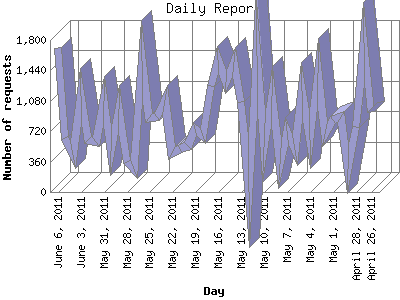 Daily Repor
Number of requests
1,800
1,440
1,080
720
360
0
June 6, 2011
June 3, 2011
May 31, 2011
May 28, 2011
May 25, 2011
May 22, 2011
May 19, 2011
May 16, 2011
May 13, 2011
May 10, 2011
May 7, 2011
May 4, 2011
May 1, 2011
April 28, 2011
April 26, 2011
Day